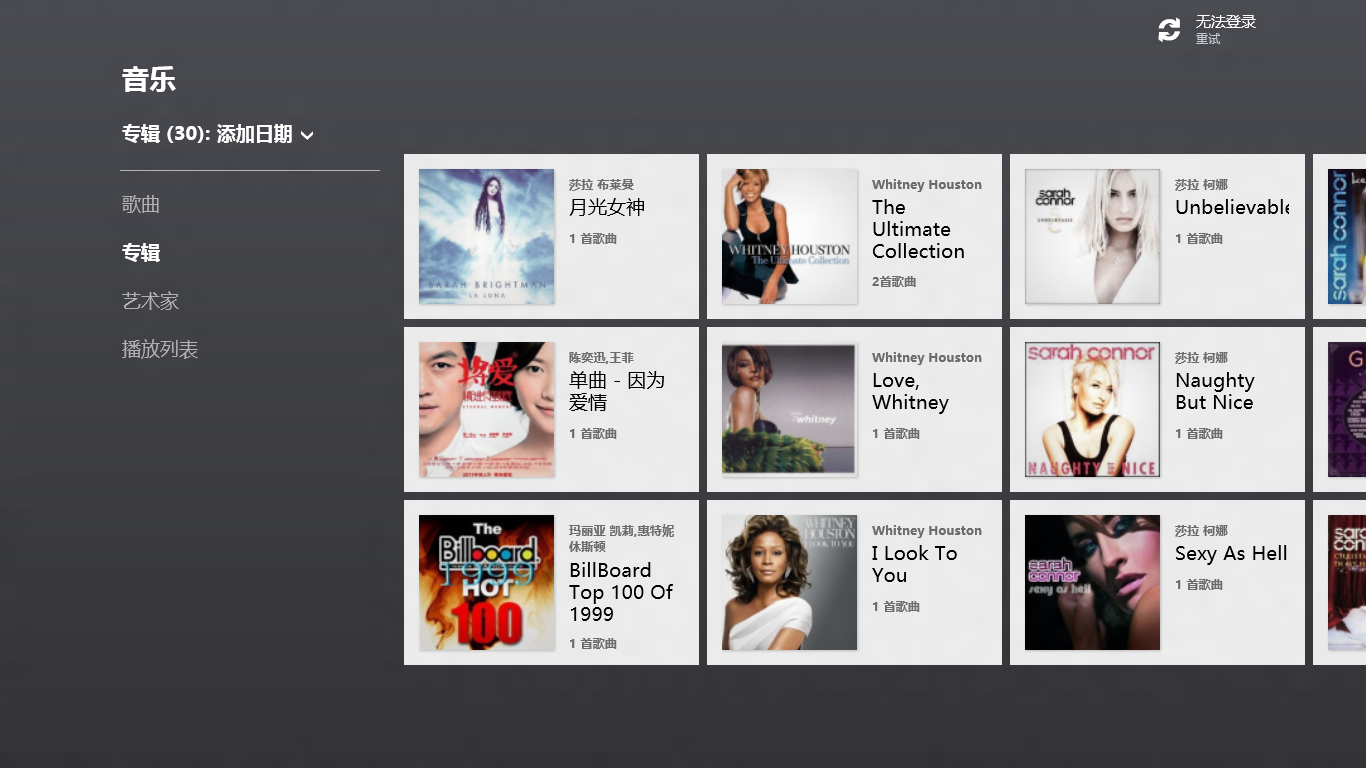 无法登录
重试
音乐
专辑 (30): 添加日期
歌曲
专辑
艺术家
播放列表
SARAH BRIGHTMAN
LA LUNA
莎拉 布莱曼
月光女神
1 首歌曲
WHITNEY HOUSTON
The Ultimate Collection
Whitney Houston
The
Ultimate
Collection
2首歌曲
sarah
connor
UNBELIEVABLE
莎拉 柯娜
Unbelievable
1 首歌曲
sarah connor
将爱
ETERNAL MOMENT
陈奕迅,王菲
单曲 - 因为
爱情
1 首歌曲
whitney
Whitney Houston
Love,
Whitney
1 首歌曲
sarah connor
NAUGHTY BUT NICE
莎拉 柯娜
Naughty
But Nice
1 首歌曲
G
The
Billboard
1999
HOT
100
玛丽亚 凯莉,惠特妮
休斯顿
BillBoard
Top 100 Of
1999
1 首歌曲
WHITNEY
HOUSTON
I LOOK TO YOU
Whitney Houston
I Look To
You
1 首歌曲
sarah
connor
sexy as hell
莎拉 柯娜
Sexy As Hell
1 首歌曲